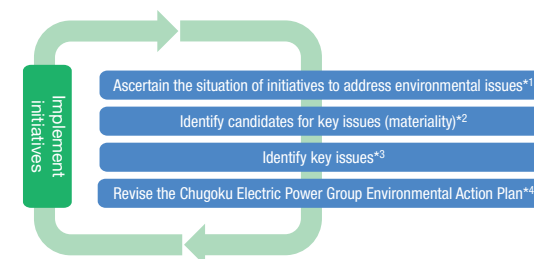 Implement
initiatives
Ascertain the situation of initiatives to address environmental issues*1
Identify candidates for key issues (materiality)*2
Identify key issues*3
Revise the Chugoku Electric Power Group Environmental Action Plan*4